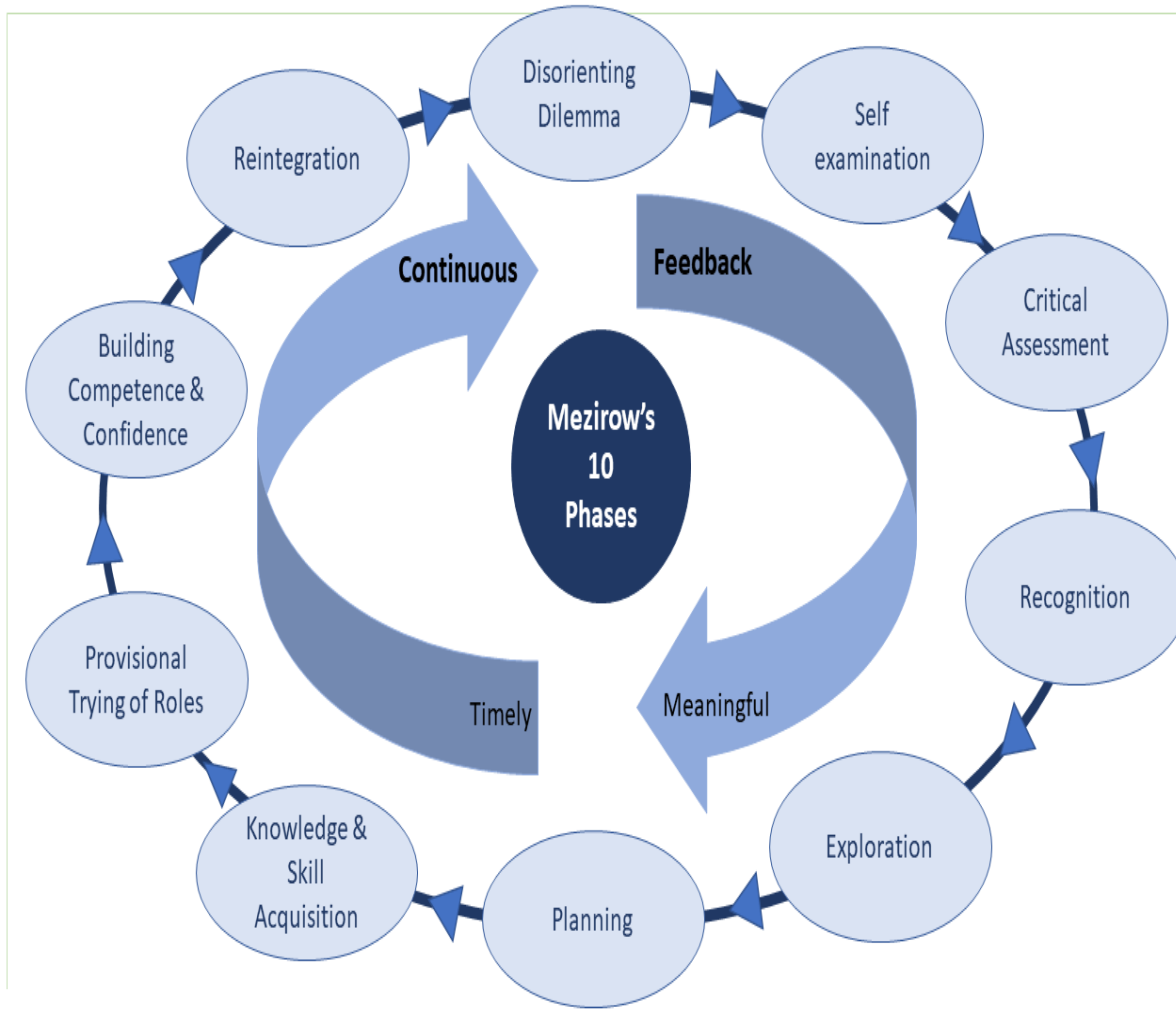 Disorienting
Dilemma
Self
examination
Critical
Assessment
Recognition
Exploration
Planning
Knowledge &
Skill
Acquisition
Provisional
Trying of Roles
Building
Competence &
Confidence
Reintegration
Continuous
Feedback
Meaningful
Timely
Mezirow’s
10
Phases